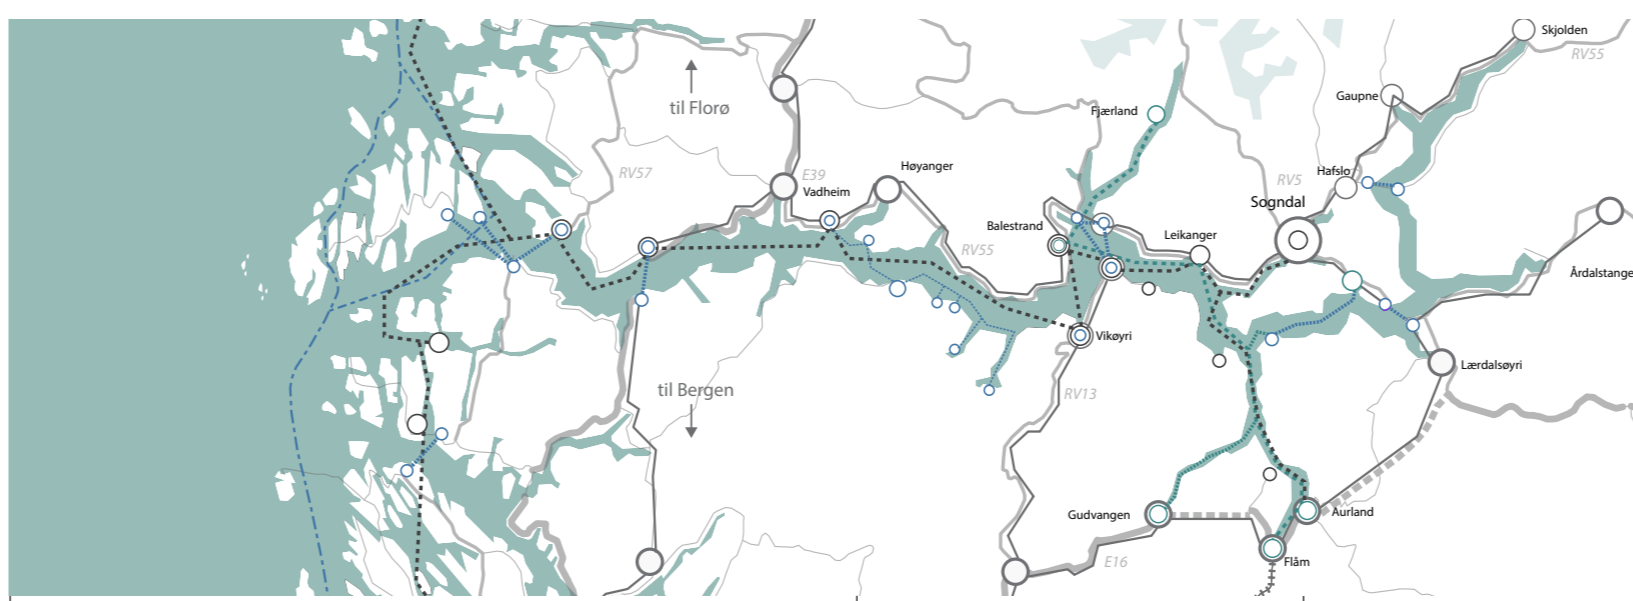 Skjolden
RV55
Gaupne
til Florø
Fjærland
Høyanger
RV57
E39
Vadheim
RV5
Hafslo
Sogndal
Balestrand
RV55
Leikanger
Årdalstange
Vikøyri
Lærdalsøyri
til Bergen
RV13
Gudvangen
Aurland
E16
Flåm